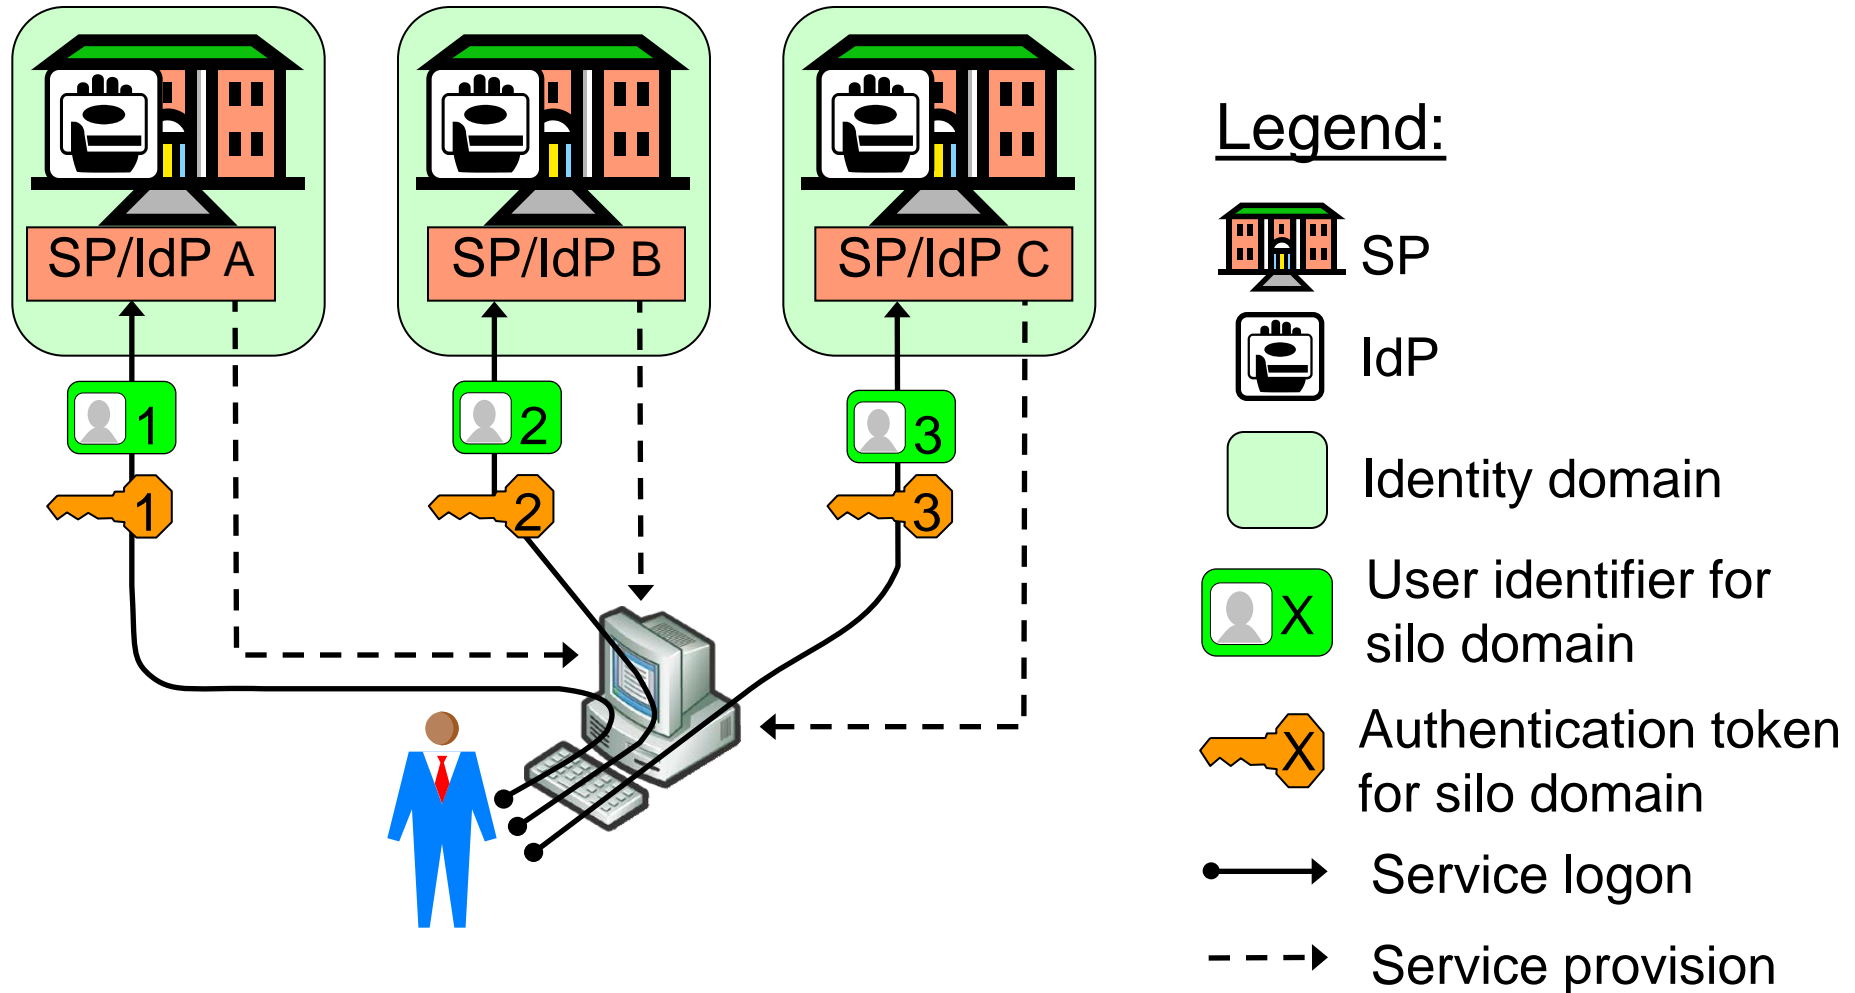 SP/IdP A
SP/IdP B
SP/IdP C
1
2
3
1
2
3
Legend:
SP
IdP
Identity domain
X
User identifier for
silo domain
X
Authentication token
for silo domain
Service logon
Service provision